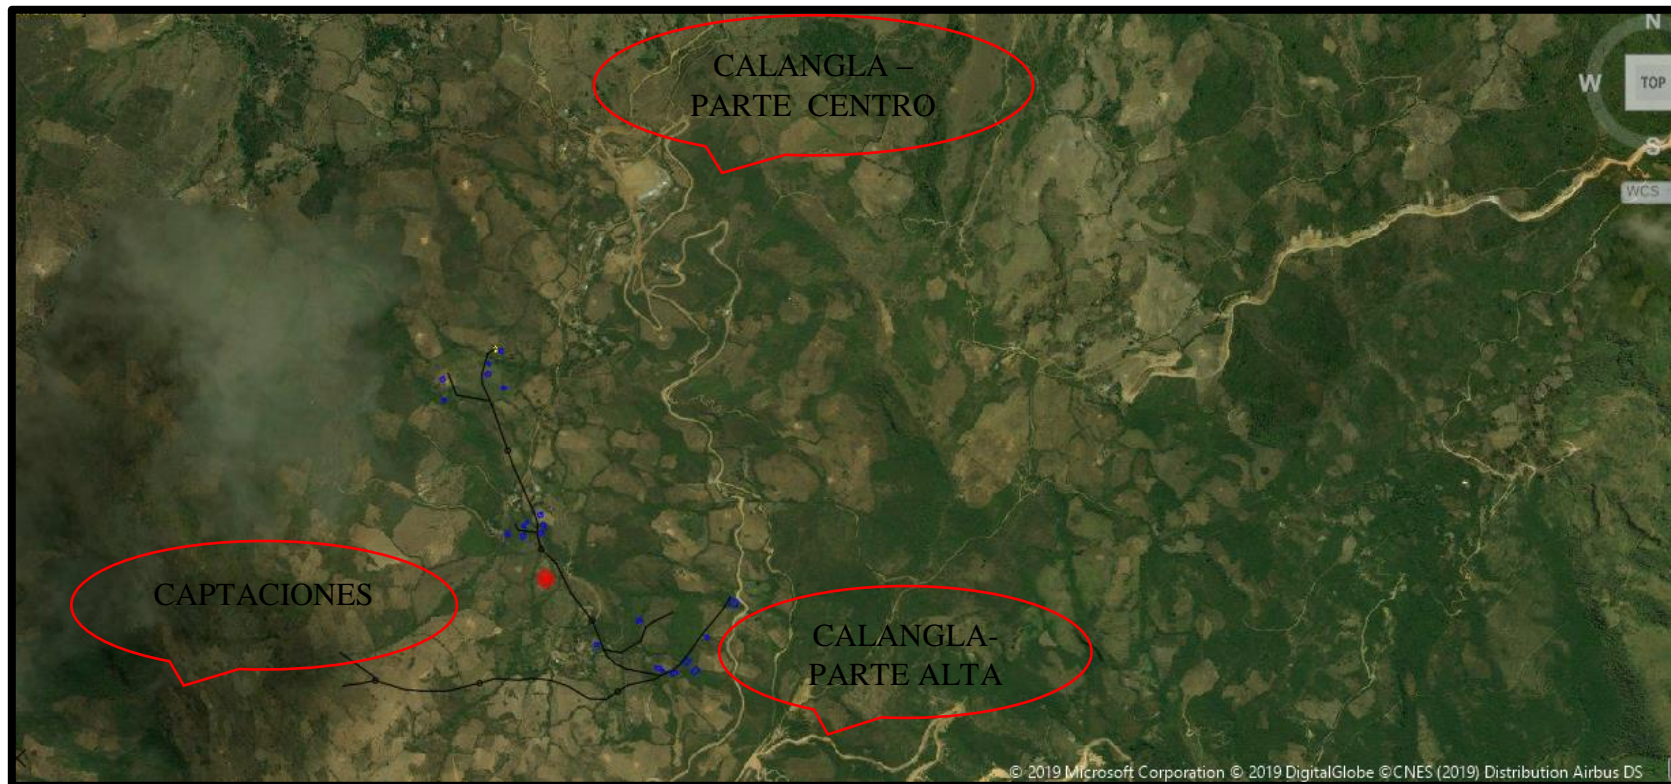 CALANGLA –
PARTE CENTRO
N
W
TOP
S
WCS
CAPTACIONES
CALANGLA-
PARTE ALTA
© 2019 Microsoft Corporation © 2019 DigitalGlobe ©CNES (2019) Distribution Airbus DS